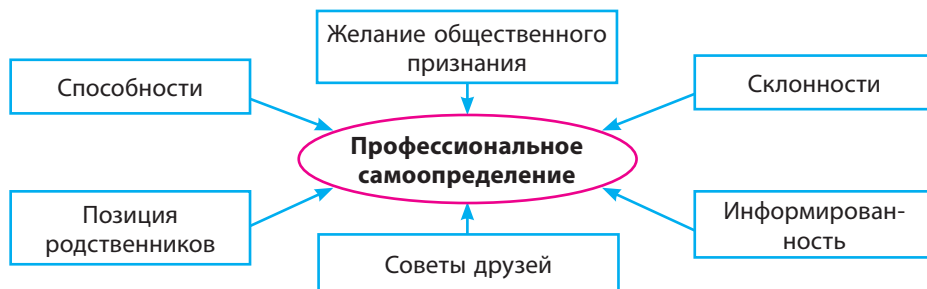 Желание общественного
признания
Способности
Склонности
Профессиональное
самоопределение
Позиция
родственников
Информирован-
ность
Советы друзей